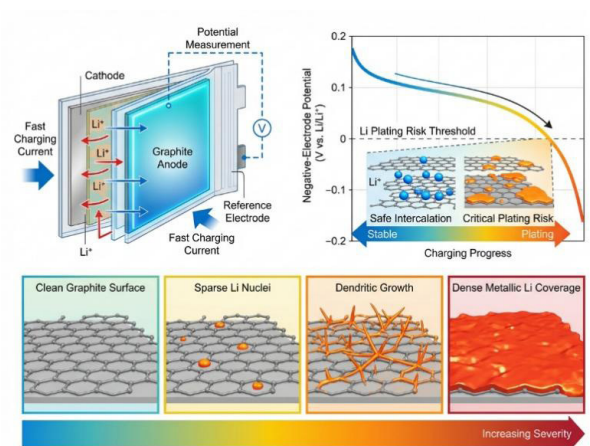 Potential
Measurement
Cathode
Fast
Charging
Current
Li⁺
Li⁺
Li⁺
Li⁺
Graphite
Anode
V
Reference
Electrode
Fast Charging
Current
Negative-Electrode Potential
(V vs. Li/Li⁺)
0.2
0.1
0
−0.1
−0.2
Li Plating Risk Threshold
Li⁺
Safe Intercalation
Critical Plating Risk
Stable
Plating
Charging Progress
Clean Graphite Surface
Sparse Li Nuclei
Dendritic Growth
Dense Metallic Li Coverage
Increasing Severity